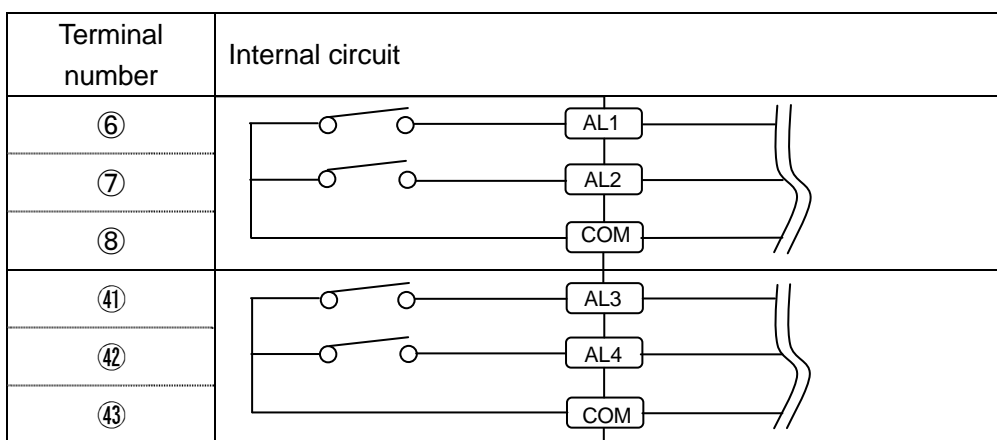 Terminal
number
Internal circuit
⑥
AL1
⑦
AL2
⑧
COM
㊶
AL3
㊷
AL4
㊸
COM